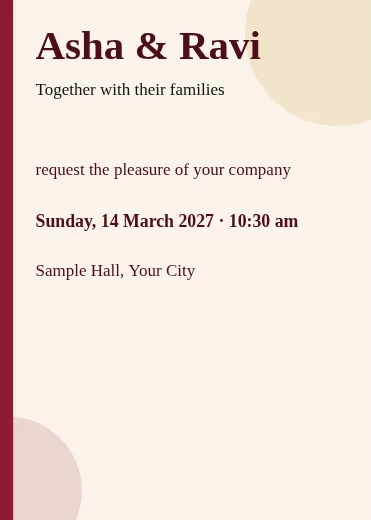 Asha & Ravi
Together with their families
request the pleasure of your company
Sunday, 14 March 2027 · 10:30 am
Sample Hall, Your City